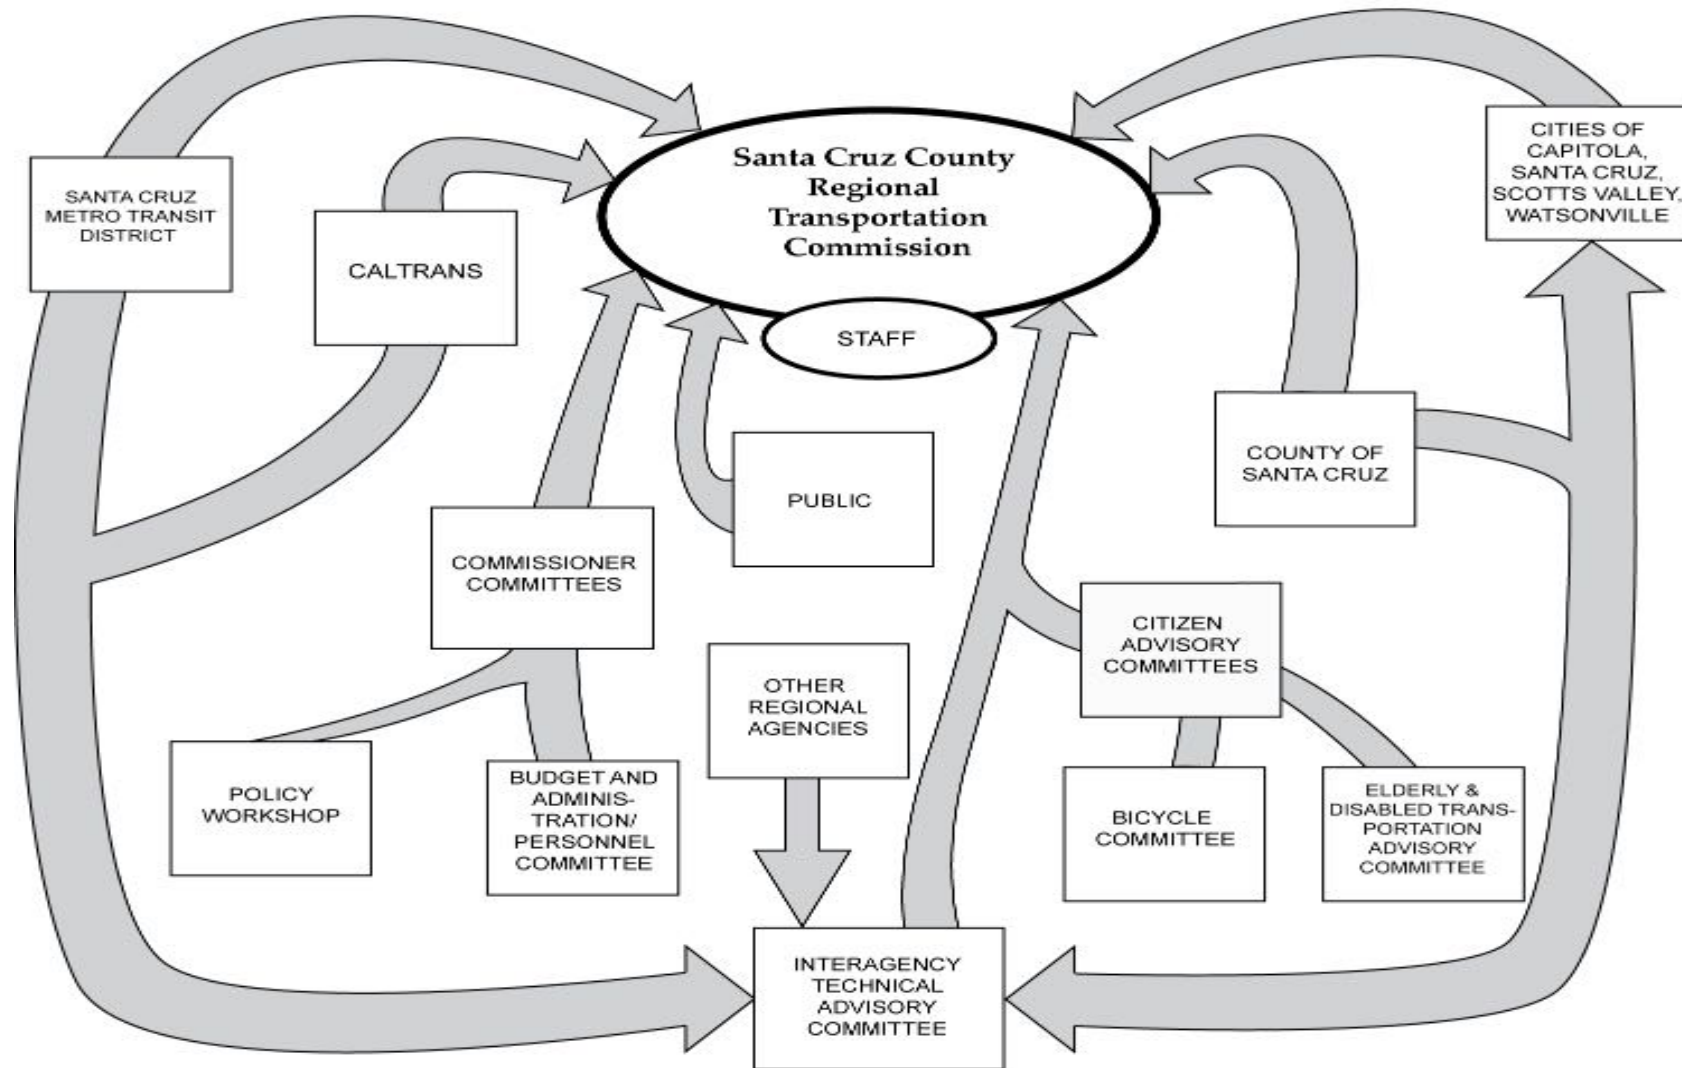 Santa Cruz County
Regional
Transportation
Commission
STAFF
SANTA CRUZ
METRO TRANSIT
DISTRICT
CALTRANS
CITIES OF
CAPITOLA,
SANTA CRUZ,
SCOTTS VALLEY,
WATSONVILLE
COUNTY OF
SANTA CRUZ
PUBLIC
COMMISSIONER
COMMITTEES
CITIZEN
ADVISORY
COMMITTEES
OTHER
REGIONAL
AGENCIES
POLICY
WORKSHOP
BUDGET AND
ADMINIS-
TRATION/
PERSONNEL
COMMITTEE
BICYCLE
COMMITTEE
ELDERLY &
DISABLED TRANS-
PORTATION
ADVISORY
COMMITTEE
INTERAGENCY
TECHNICAL
ADVISORY
COMMITTEE